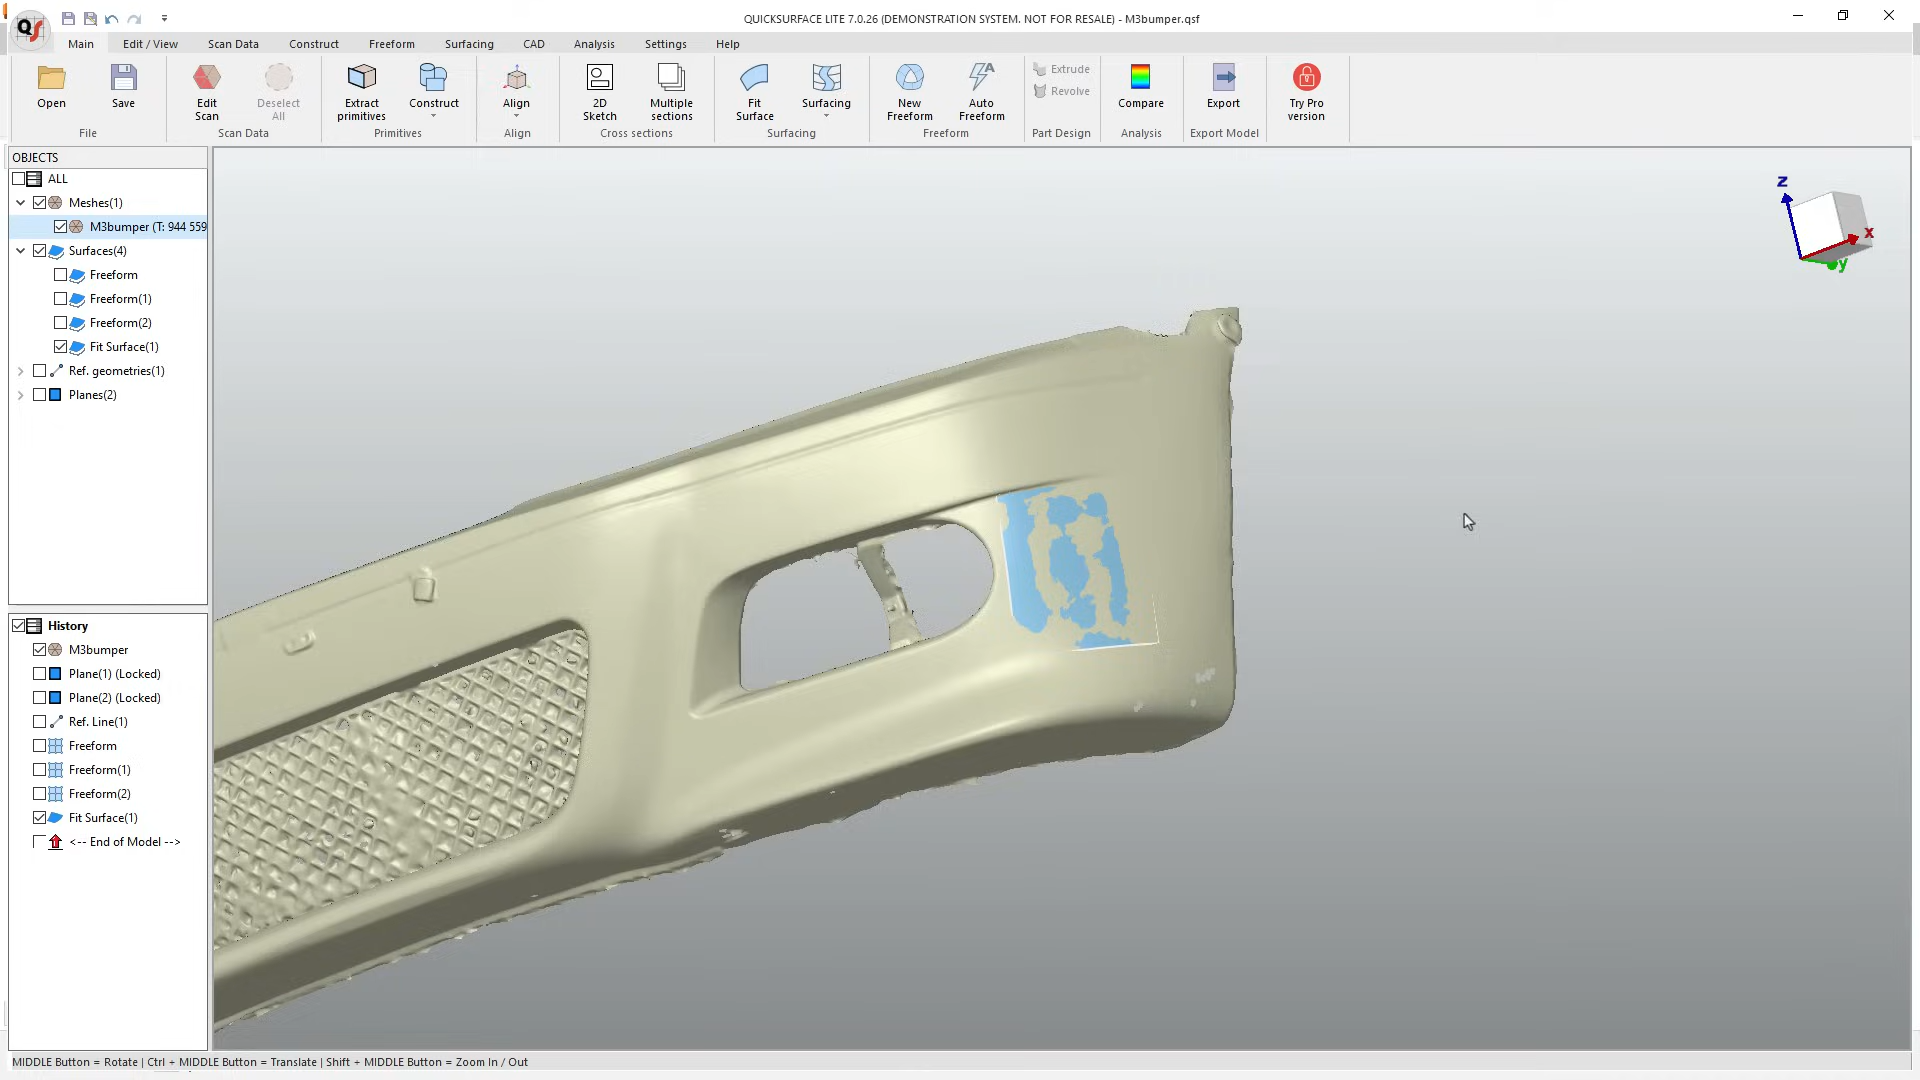 QS
QUICKSURFACE LITE 7.0.26 (DEMONSTRATION SYSTEM. NOT FOR RESALE) - M3bumper.qsf
Main Edit / View Scan Data Construct Freeform Surfacing CAD Analysis Settings Help
Open
Save
File
Edit
Scan
Deselect
All
Scan Data
Extract
primitives
Construct
Primitives
Align
Align
2D
Sketch
Multiple
sections
Cross sections
Fit
Surface
Surfacing
Surfacing
New
Freeform
Auto
Freeform
Freeform
Extrude
Revolve
Part Design
Compare
Analysis
Export
Export Model
Try Pro
version
OBJECTS
ALL
Meshes(1)
M3bumper (T: 944 559
Surfaces(4)
Freeform
Freeform(1)
Freeform(2)
Fit Surface(1)
Ref. geometries(1)
Planes(2)
z
x
y
History
M3bumper
Plane(1) (Locked)
Plane(2) (Locked)
Ref. Line(1)
Freeform
Freeform(1)
Freeform(2)
Fit Surface(1)
<-- End of Model -->
MIDDLE Button = Rotate | Ctrl + MIDDLE Button = Translate | Shift + MIDDLE Button = Zoom In / Out